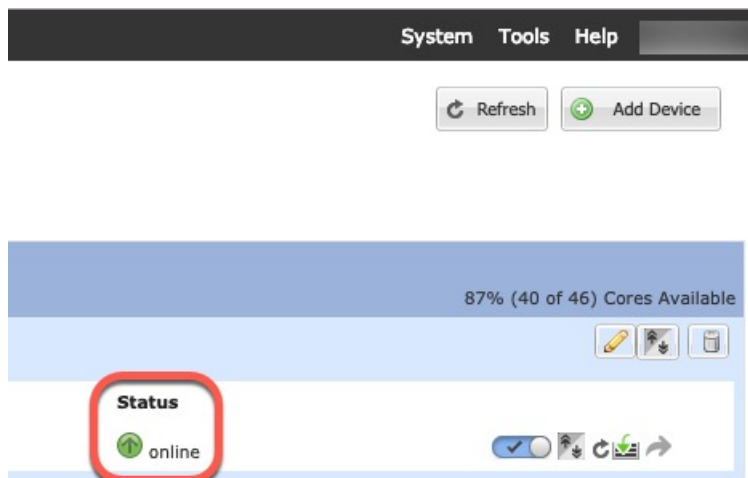 System Tools Help
Refresh Add Device
87% (40 of 46) Cores Available
Status
online